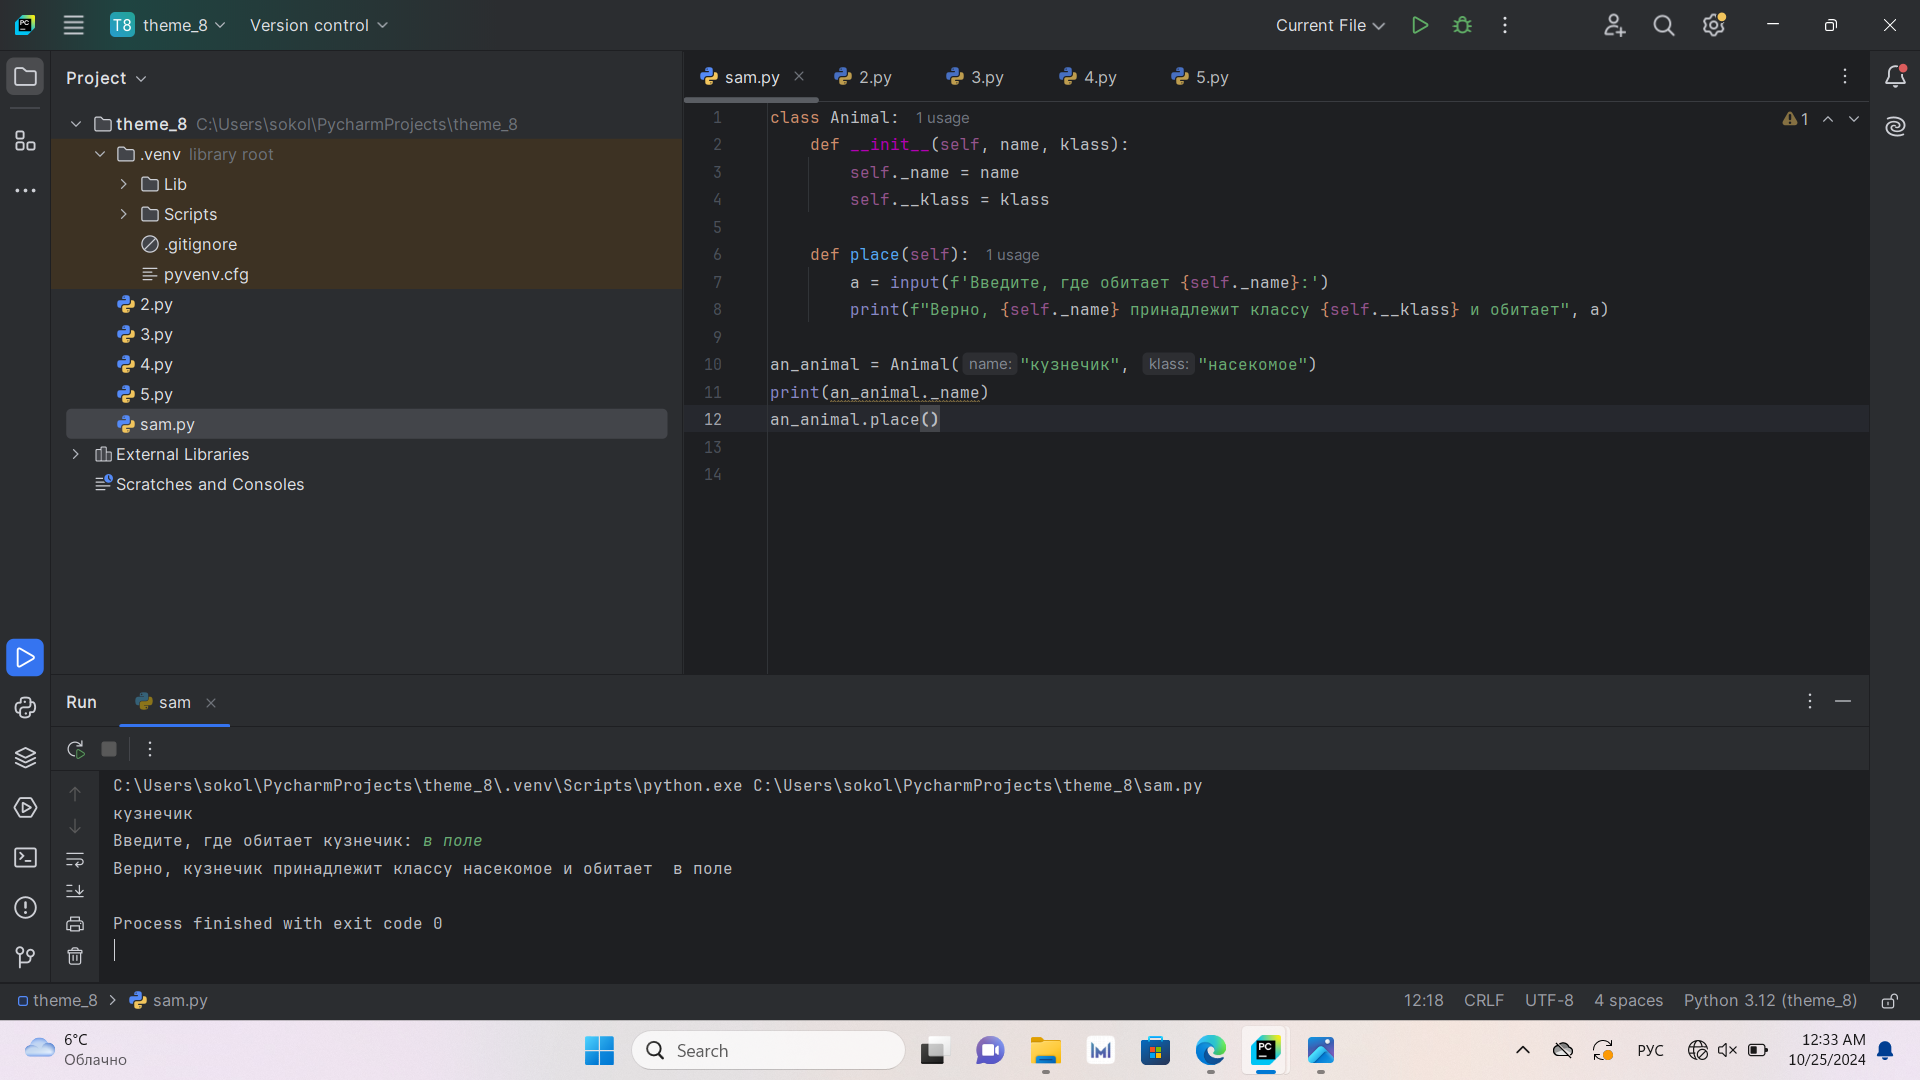 T8 theme_8 Version control Current File
Project
sam.py 2.py 3.py 4.py 5.py
theme_8 C:\Users\sokol\PycharmProjects\theme_8
.venv library root
Lib
Scripts
.gitignore
pyvenv.cfg
2.py
3.py
4.py
5.py
sam.py
External Libraries
Scratches and Consoles
1 class Animal: 1 usage
2 def __init__(self, name, klass):
3 self._name = name
4 self.__klass = klass
5
6 def place(self): 1 usage
7 a = input(f'Введите, где обитает {self._name}:')
8 print(f"Верно, {self._name} принадлежит классу {self.__klass} и обитает", a)
9
10 an_animal = Animal( name: "кузнечик", klass: "насекомое")
11 print(an_animal._name)
12 an_animal.place()
13
14
1
Run sam
C:\Users\sokol\PycharmProjects\theme_8\.venv\Scripts\python.exe C:\Users\sokol\PycharmProjects\theme_8\sam.py
кузнечик
Введите, где обитает кузнечик: в поле
Верно, кузнечик принадлежит классу насекомое и обитает  в поле
Process finished with exit code 0
theme_8 sam.py 12:18 CRLF UTF-8 4 spaces Python 3.12 (theme_8)
6°C
Облачно
Search
PC
РУС
12:33 AM
10/25/2024